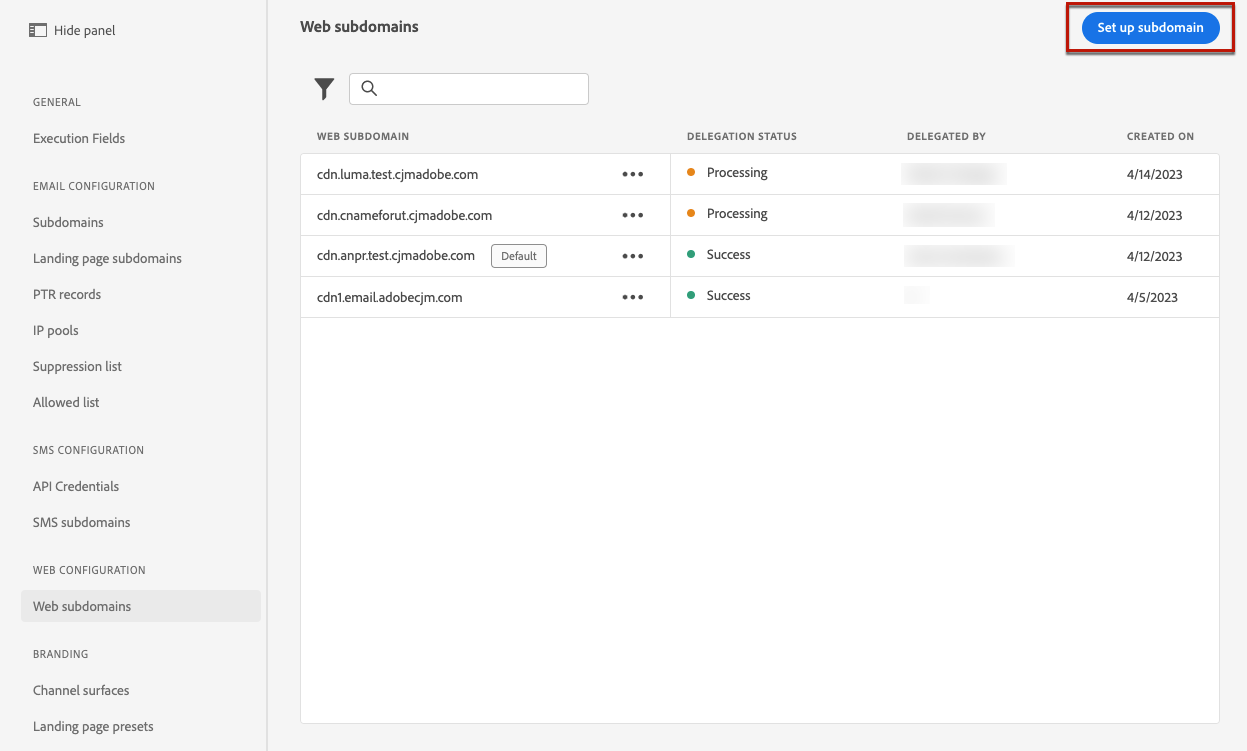 Hide panel
GENERAL
Execution Fields
EMAIL CONFIGURATION
Subdomains
Landing page subdomains
PTR records
IP pools
Suppression list
Allowed list
SMS CONFIGURATION
API Credentials
SMS subdomains
WEB CONFIGURATION
Web subdomains
BRANDING
Channel surfaces
Landing page presets
Web subdomains
Set up subdomain
WEB SUBDOMAIN DELEGATION STATUS DELEGATED BY CREATED ON
cdn.luma.test.cjmadobe.com ••• Processing 4/14/2023
cdn.cnameforut.cjmadobe.com ••• Processing 4/12/2023
cdn.anpr.test.cjmadobe.com Default ••• Success 4/12/2023
cdn1.email.adobecjm.com ••• Success 4/5/2023